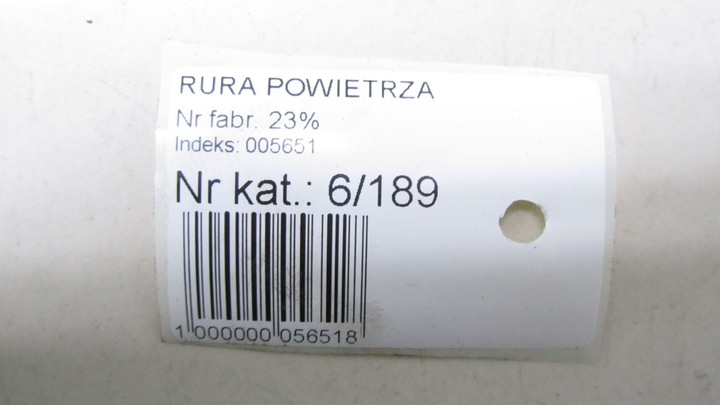 RURA POWIETRZA
Nr fabr. 23%
Indeks: 005651
Nr kat.: 6/189
1 000000 056518